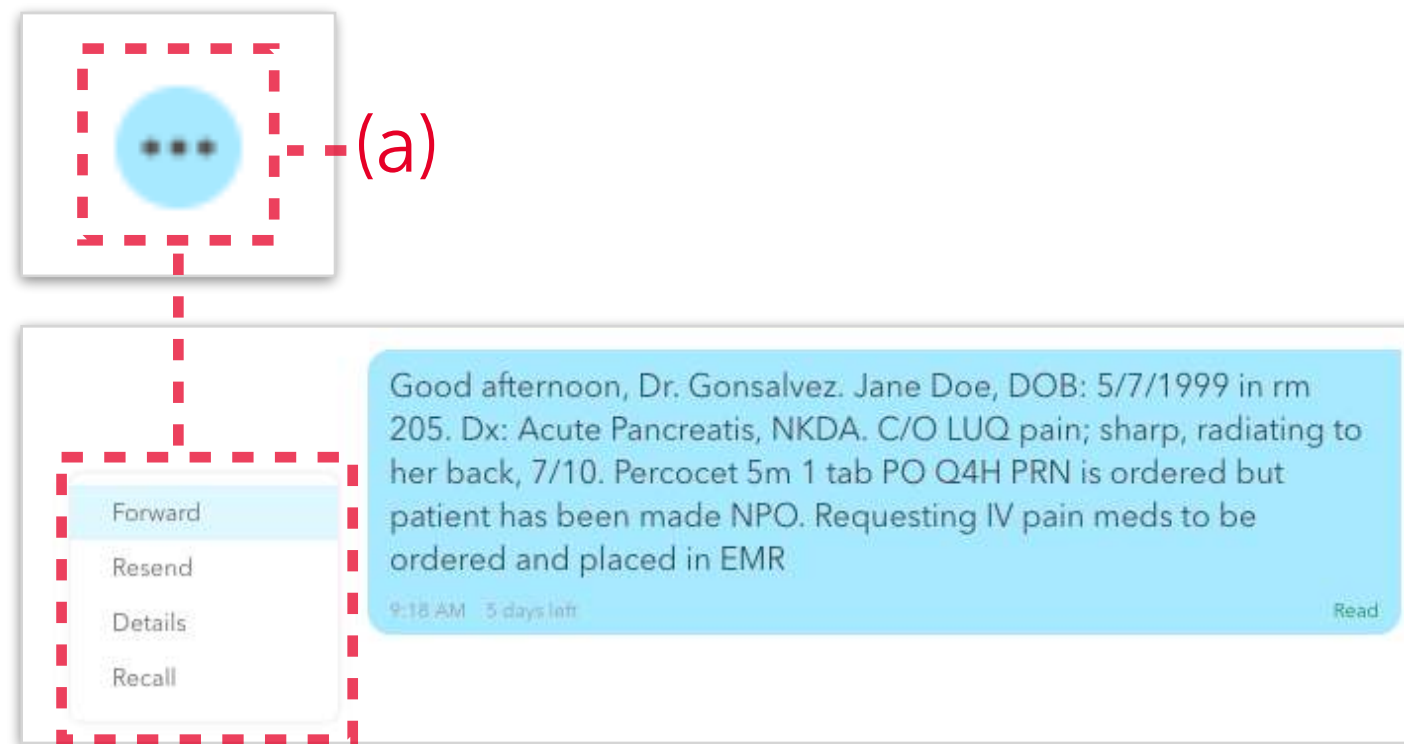 (a)
Good afternoon, Dr. Gonsalvez. Jane Doe, DOB: 5/7/1999 in rm
205. Dx: Acute Pancreatis, NKDA. C/O LUQ pain; sharp, radiating to
her back, 7/10. Percocet 5m 1 tab PO Q4H PRN is ordered but
patient has been made NPO. Requesting IV pain meds to be
ordered and placed in EMR
9:18 AM 5 days left
Read
Forward
Resend
Details
Recall